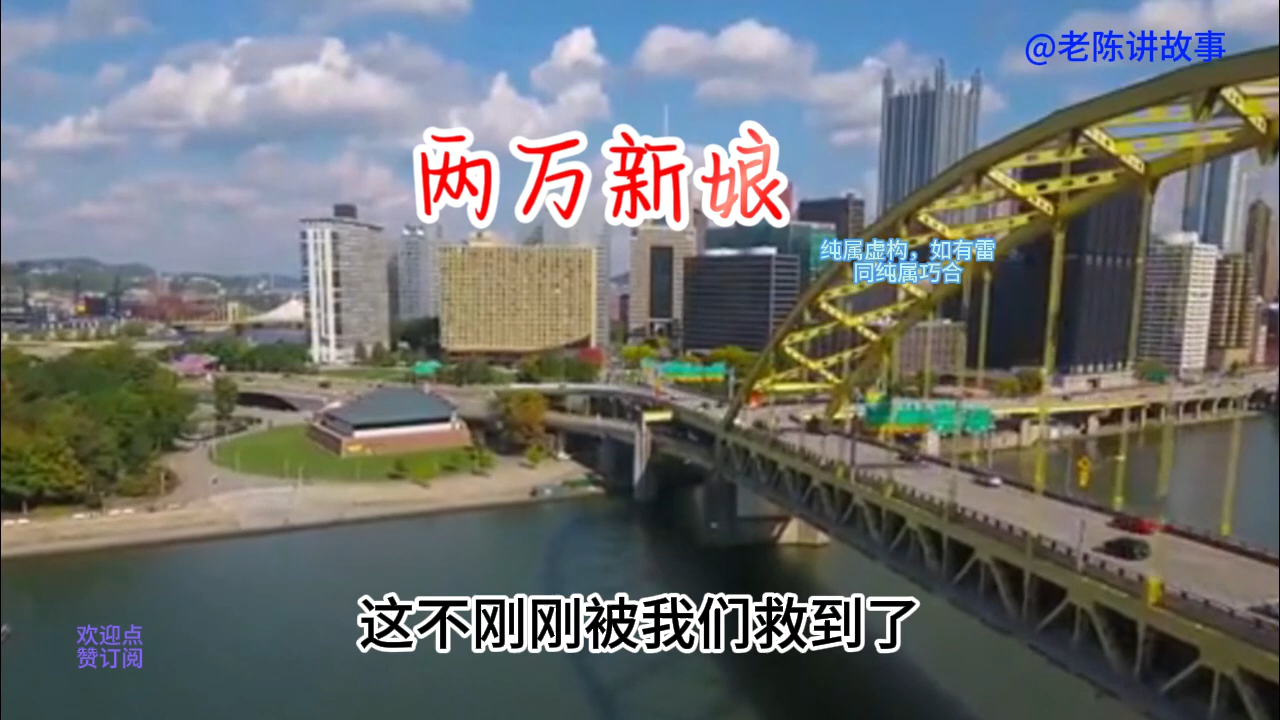 @老陈讲故事
两万新娘
纯属虚构，如有雷
同纯属巧合
这不刚刚被我们救到了
欢迎点
赞订阅